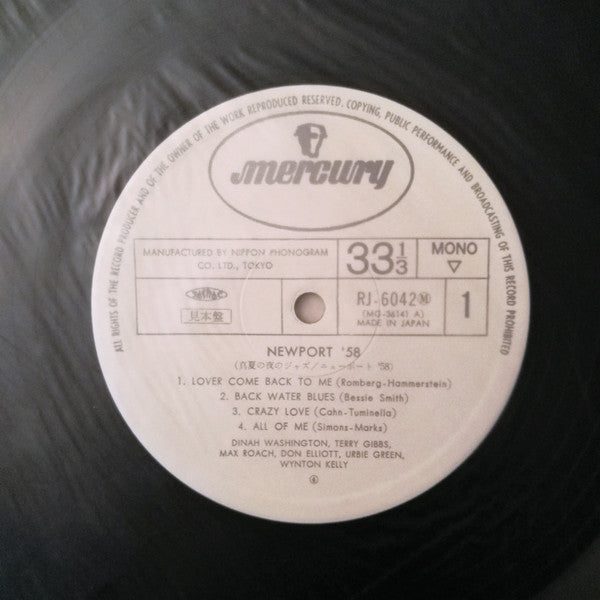 ALL RIGHTS OF THE RECORD PRODUCER AND OF THE OWNER OF THE WORK REPRODUCED RESERVED. COPYING, PUBLIC PERFORMANCE AND BROADCASTING OF THIS RECORD PROHIBITED
mercury
MANUFACTURED BY NIPPON PHONOGRAM
CO. LTD., TOKYO
33 1/3
MONO
▽
RJ-6042Ⓜ
(MG-36141 A)
MADE IN JAPAN
1
見本盤
NEWPORT '58
(真夏の夜のジャズ/ニューポート '58)
1. LOVER COME BACK TO ME (Romberg-Hammerstein)
2. BACK WATER BLUES (Bessie Smith)
3. CRAZY LOVE (Cahn-Tuminella)
4. ALL OF ME (Simons-Marks)
DINAH WASHINGTON, TERRY GIBBS,
MAX ROACH, DON ELLIOTT, URBIE GREEN,
WYNTON KELLY